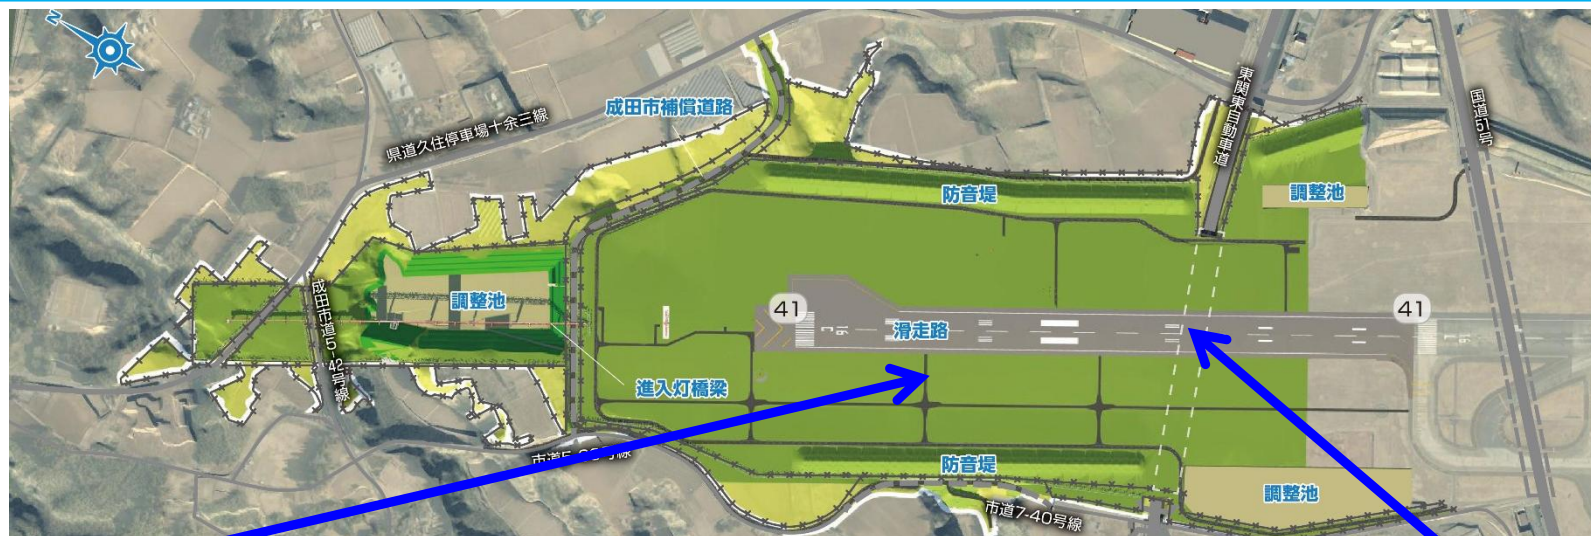 N
成田市補償道路
県道久住停車場十余三線
東関東自動車道
国道51号
防音堤
調整池
調整池
成田市道5-42号線
41
滑走路
16
41
進入灯橋梁
防音堤
調整池
市道7-40号線